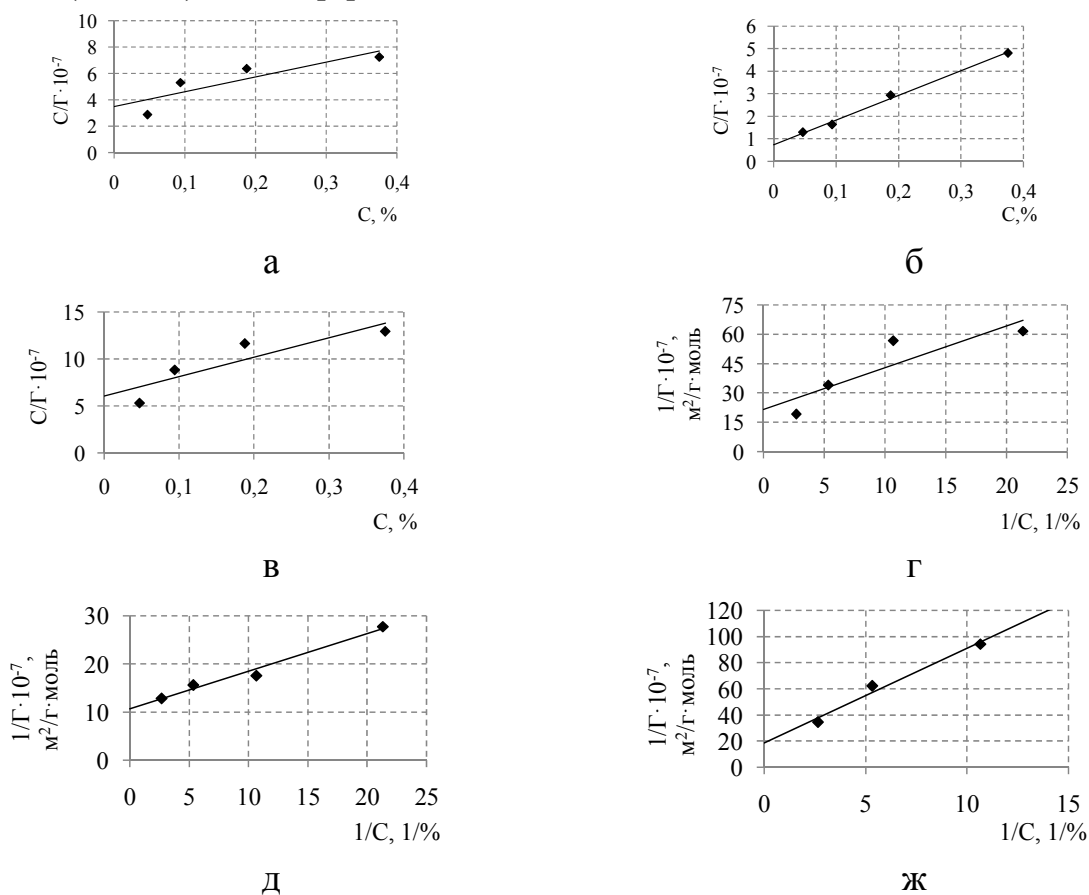 10
8
6
4
2
0
С/Г·10⁻⁷
0 0,1 0,2 0,3 0,4
С, %
а
6
5
4
3
2
1
0
С/Г·10⁻⁷
0 0,1 0,2 0,3 0,4
С,%
б
15
10
5
0
С/Г·10⁻⁷
0 0,1 0,2 0,3 0,4
С, %
в
75
60
45
30
15
0
1/Г·10⁻⁷,
м²/г·моль
0 5 10 15 20 25
1/С, 1/%
г
30
20
10
0
1/Г·10⁻⁷,
м²/г·моль
0 5 10 15 20 25
1/С, 1/%
д
120
100
80
60
40
20
0
1/Г·10⁻⁷,
м²/г·моль
0 5 10 15
1/С, 1/%
ж